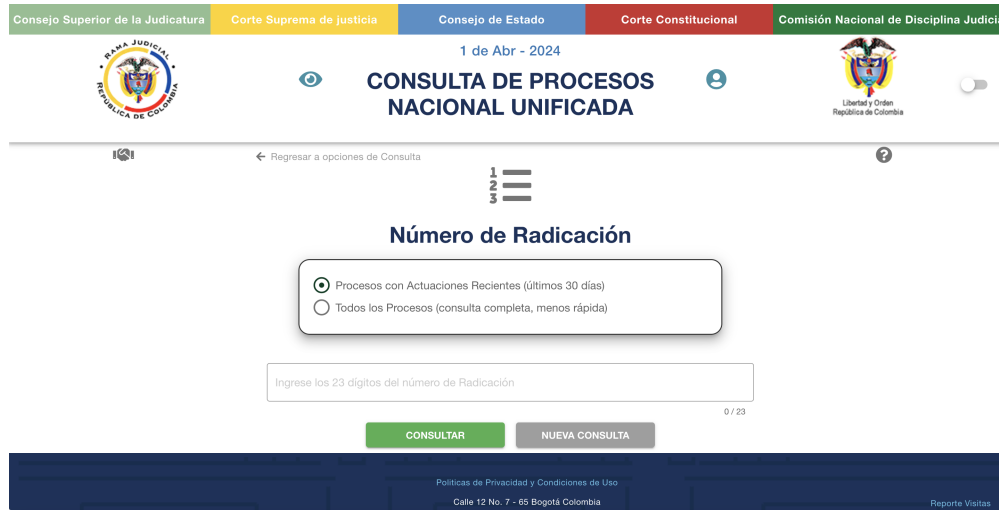 Consejo Superior de la Judicatura
Corte Suprema de justicia
Consejo de Estado
Corte Constitucional
Comisión Nacional de Disciplina Judicia
RAMA JUDICIAL
REPÚBLICA DE COLOMBIA
1 de Abr - 2024
CONSULTA DE PROCESOS
NACIONAL UNIFICADA
Libertad y Orden
República de Colombia
Regresar a opciones de Consulta
1
2
3
Número de Radicación
Procesos con Actuaciones Recientes (últimos 30 días)
Todos los Procesos (consulta completa, menos rápida)
Ingrese los 23 dígitos del número de Radicación
0 / 23
CONSULTAR
NUEVA CONSULTA
Políticas de Privacidad y Condiciones de Uso
Calle 12 No. 7 - 65 Bogotá Colombia
Reporte Visitas